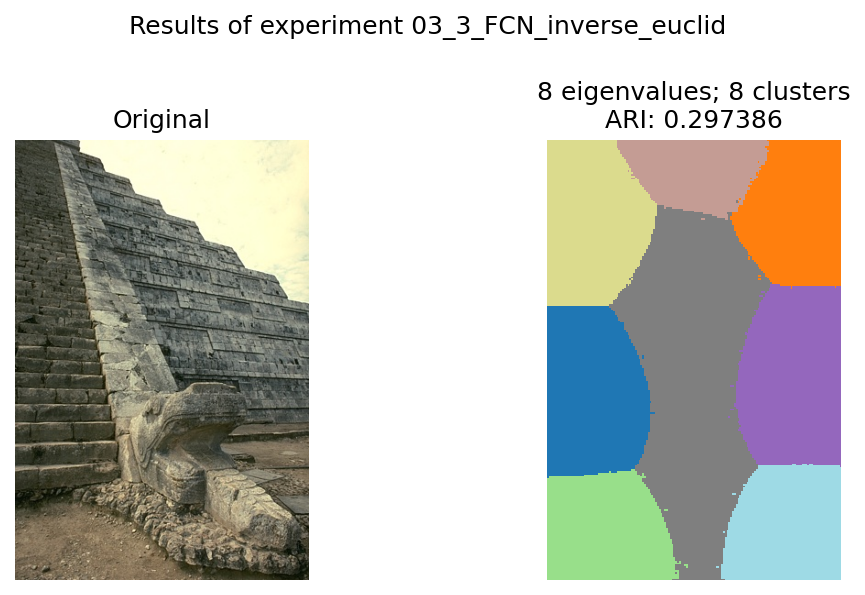 Results of experiment 03_3_FCN_inverse_euclid
Original
8 eigenvalues; 8 clusters
ARI: 0.297386